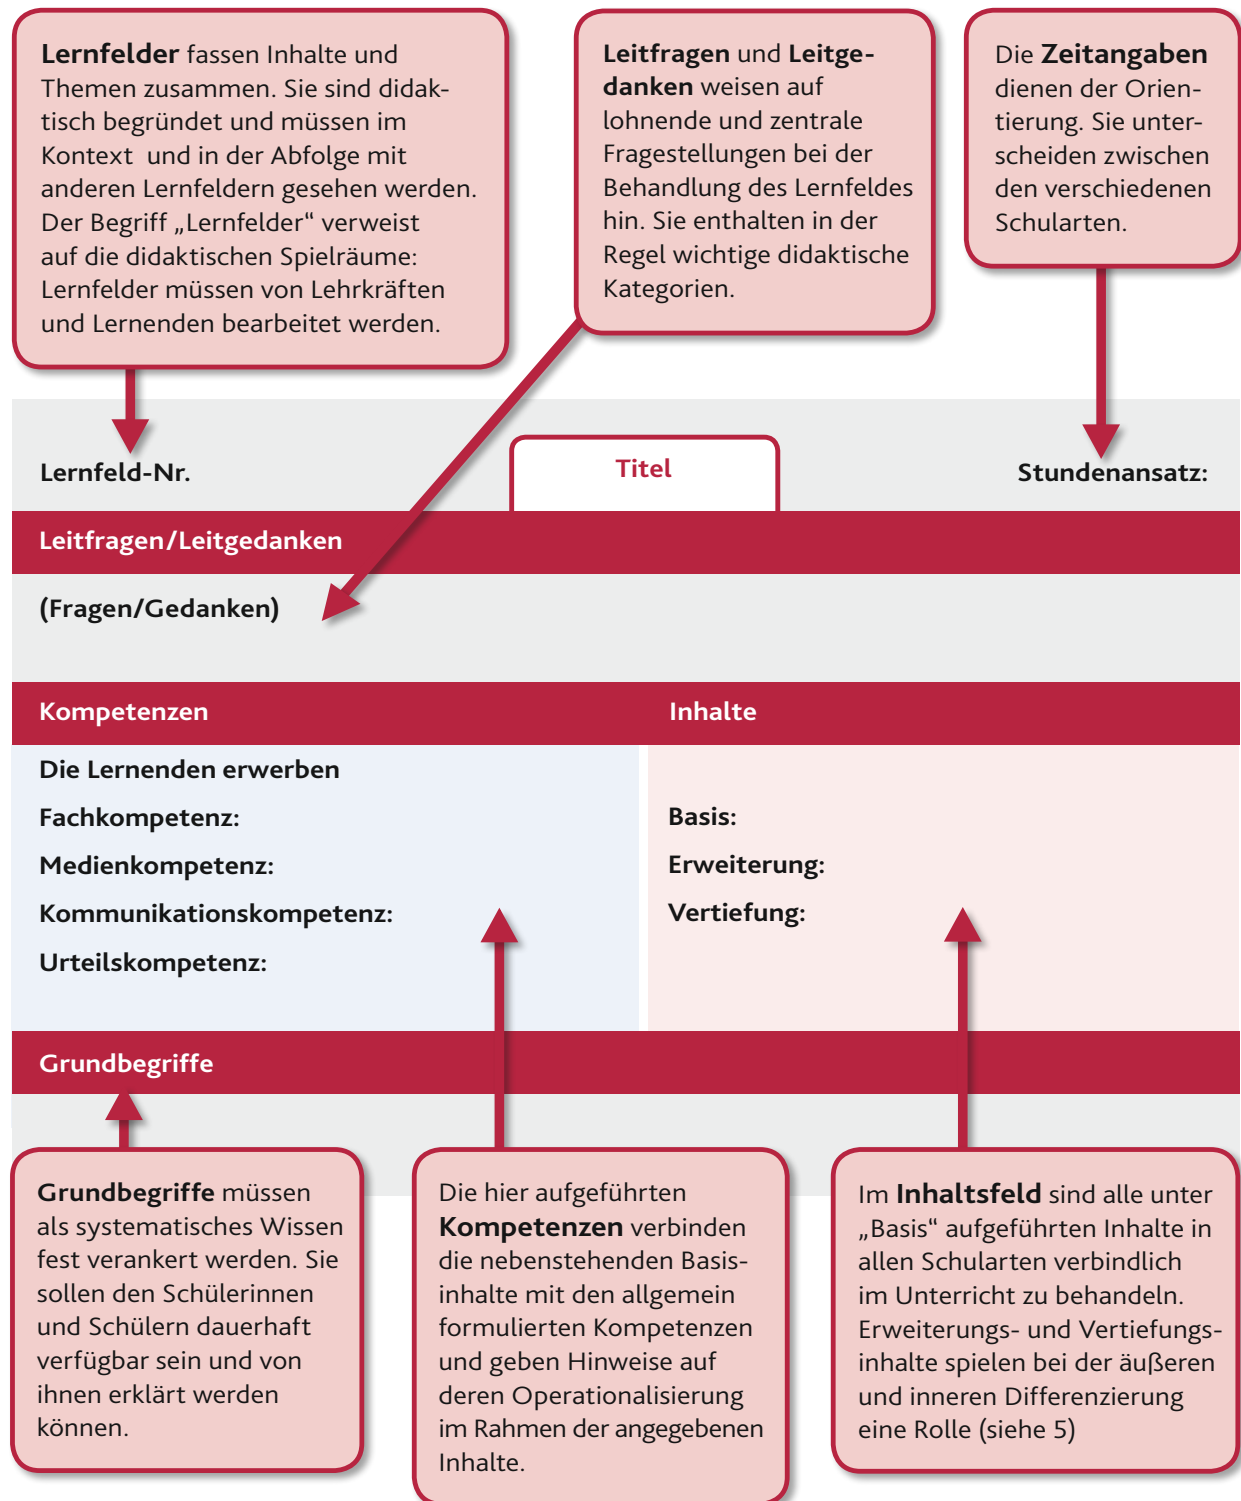 Lernfelder fassen Inhalte und
Themen zusammen. Sie sind didak-
tisch begründet und müssen im
Kontext und in der Abfolge mit
anderen Lernfeldern gesehen werden.
Der Begriff „Lernfelder“ verweist
auf die didaktischen Spielräume:
Lernfelder müssen von Lehrkräften
und Lernenden bearbeitet werden.
Leitfragen und Leitge-
danken weisen auf
lohnende und zentrale
Fragestellungen bei der
Behandlung des Lernfeldes
hin. Sie enthalten in der
Regel wichtige didaktische
Kategorien.
Die Zeitangaben
dienen der Orien-
tierung. Sie unter-
scheiden zwischen
den verschiedenen
Schularten.
Lernfeld-Nr.
Titel
Stundenansatz:
Leitfragen/Leitgedanken
(Fragen/Gedanken)
Kompetenzen
Inhalte
Die Lernenden erwerben
Fachkompetenz:
Medienkompetenz:
Kommunikationskompetenz:
Urteilskompetenz:
Basis:
Erweiterung:
Vertiefung:
Grundbegriffe
Grundbegriffe müssen
als systematisches Wissen
fest verankert werden. Sie
sollen den Schülerinnen
und Schülern dauerhaft
verfügbar sein und von
ihnen erklärt werden
können.
Die hier aufgeführten
Kompetenzen verbinden
die nebenstehenden Basis-
inhalte mit den allgemein
formulierten Kompetenzen
und geben Hinweise auf
deren Operationalisierung
im Rahmen der angegebenen
Inhalte.
Im Inhaltsfeld sind alle unter
„Basis“ aufgeführten Inhalte in
allen Schularten verbindlich
im Unterricht zu behandeln.
Erweiterungs- und Vertiefungs-
inhalte spielen bei der äußeren
und inneren Differenzierung
eine Rolle (siehe 5)